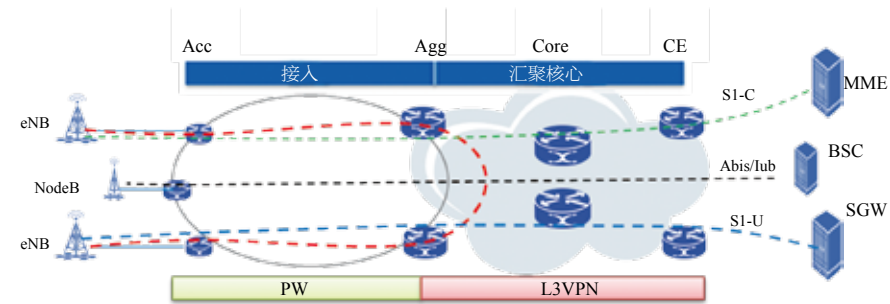 Acc Agg Core CE
接入 汇聚核心
MME
S1-C
eNB
BSC
Abis/Iub
NodeB
SGW
S1-U
eNB
PW L3VPN